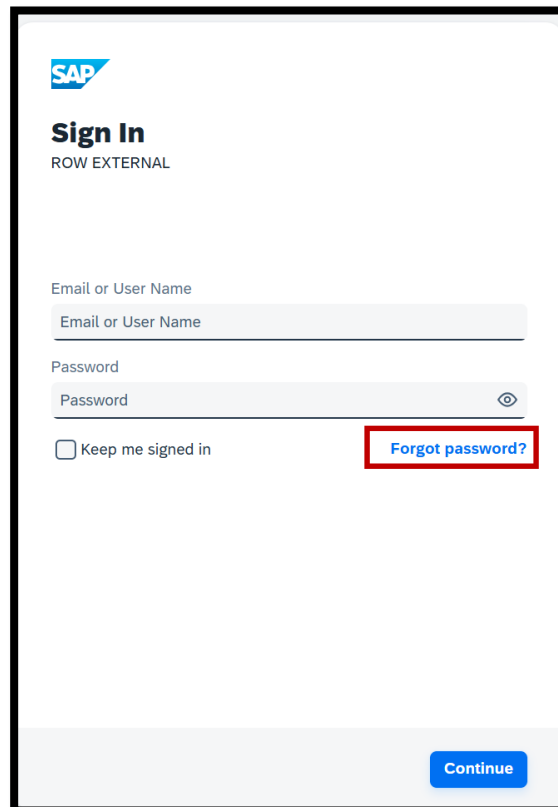 SAP
Sign In
ROW EXTERNAL
Email or User Name
Email or User Name
Password
Password
Keep me signed in
Forgot password?
Continue